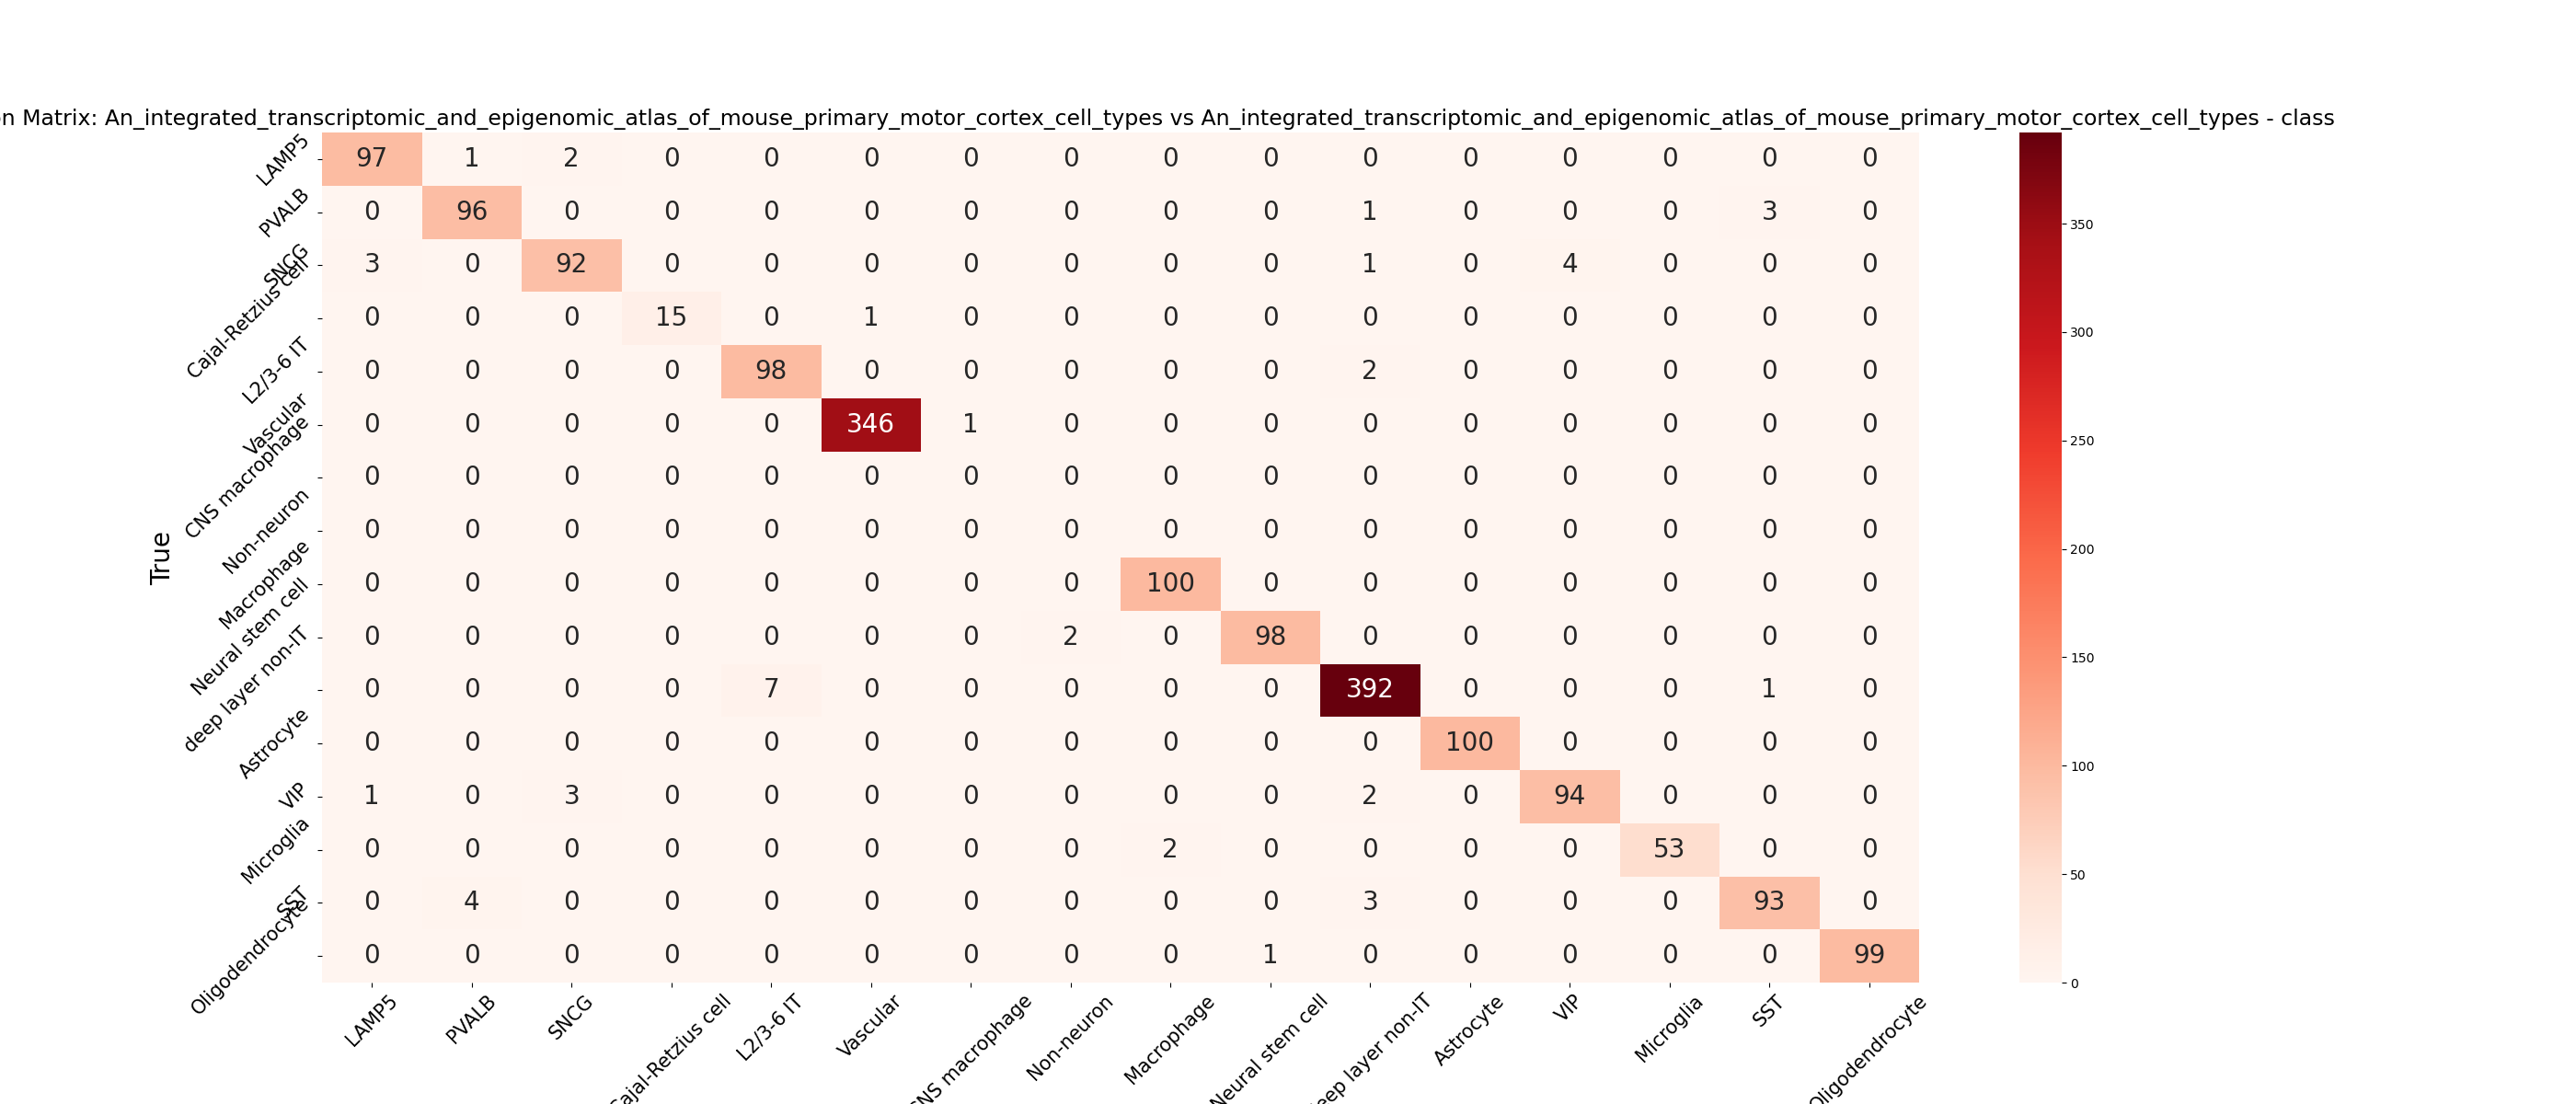 n Matrix: An_integrated_transcriptomic_and_epigenomic_atlas_of_mouse_primary_motor_cortex_cell_types vs An_integrated_transcriptomic_and_epigenomic_atlas_of_mouse_primary_motor_cortex_cell_types - class
LAMP5 97 1 2 0 0 0 0 0 0 0 0 0 0 0 0 0
PVALB 0 96 0 0 0 0 0 0 0 0 1 0 0 0 3 0
SNCG 3 0 92 0 0 0 0 0 0 0 1 0 4 0 0 0
Cajal-Retzius cell 0 0 0 15 0 1 0 0 0 0 0 0 0 0 0 0
L2/3-6 IT 0 0 0 0 98 0 0 0 0 0 2 0 0 0 0 0
Vascular 0 0 0 0 0 346 1 0 0 0 0 0 0 0 0 0
CNS macrophage 0 0 0 0 0 0 0 0 0 0 0 0 0 0 0 0
Non-neuron 0 0 0 0 0 0 0 0 0 0 0 0 0 0 0 0
Macrophage 0 0 0 0 0 0 0 0 100 0 0 0 0 0 0 0
Neural stem cell 0 0 0 0 0 0 0 2 0 98 0 0 0 0 0 0
deep layer non-IT 0 0 0 0 7 0 0 0 0 0 392 0 0 0 1 0
Astrocyte 0 0 0 0 0 0 0 0 0 0 0 100 0 0 0 0
VIP 1 0 3 0 0 0 0 0 0 0 2 0 94 0 0 0
Microglia 0 0 0 0 0 0 0 0 2 0 0 0 0 53 0 0
SST 0 4 0 0 0 0 0 0 0 0 3 0 0 0 93 0
Oligodendrocyte 0 0 0 0 0 0 0 0 0 1 0 0 0 0 0 99
True
LAMP5
PVALB
SNCG
Cajal-Retzius cell
L2/3-6 IT
Vascular
CNS macrophage
Non-neuron
Macrophage
Neural stem cell
deep layer non-IT
Astrocyte
VIP
Microglia
SST
Oligodendrocyte
350
300
250
200
150
100
50
0